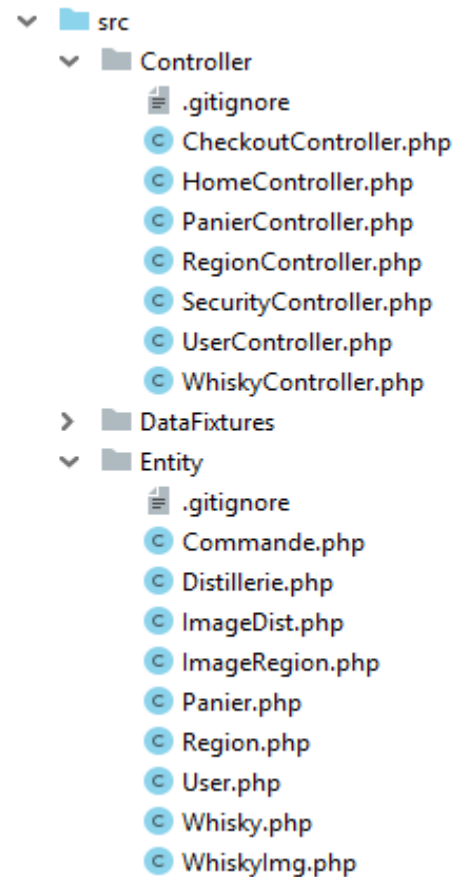 src
Controller
.gitignore
CheckoutController.php
HomeController.php
PanierController.php
RegionController.php
SecurityController.php
UserController.php
WhiskyController.php
DataFixtures
Entity
.gitignore
Commande.php
Distillerie.php
ImageDist.php
ImageRegion.php
Panier.php
Region.php
User.php
Whisky.php
WhiskyImg.php